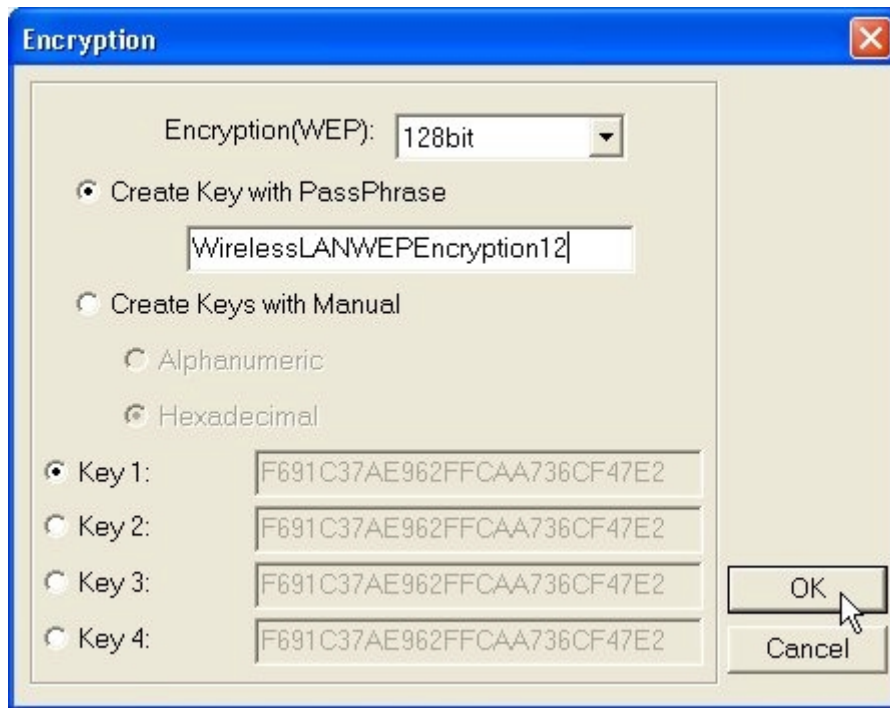 Encryption
Encryption(WEP): 128bit
Create Key with PassPhrase
WirelessLANWEPEncryption12
Create Keys with Manual
Alphanumeric
Hexadecimal
Key 1: F691C37AE962FFCAA736CF47E2
Key 2: F691C37AE962FFCAA736CF47E2
Key 3: F691C37AE962FFCAA736CF47E2
Key 4: F691C37AE962FFCAA736CF47E2
OK
Cancel